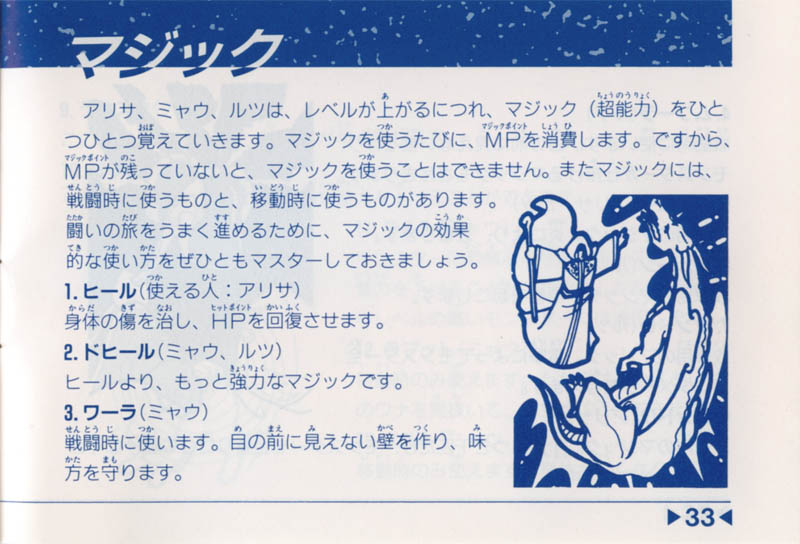 マジック
アリサ、ミャウ、ルツは、レベルが上がるにつれ、マジック(超能力)をひと
つひとつ覚えていきます。マジックを使うたびに、MPを消費します。ですから、
MPが残っていないと、マジックを使うことはできません。またマジックには、
戦闘時に使うものと、移動時に使うものがあります。
闘いの旅をうまく進めるために、マジックの効果
的な使い方をぜひともマスターしておきましょう。
1.ヒール(使える人:アリサ)
身体の傷を治し、HPを回復させます。
2.ドヒール(ミャウ、ルツ)
ヒールより、もっと強力なマジックです。
3.ワーラ(ミャウ)
戦闘時に使います。目の前に見えない壁を作り、味
方を守ります。
▶33◀